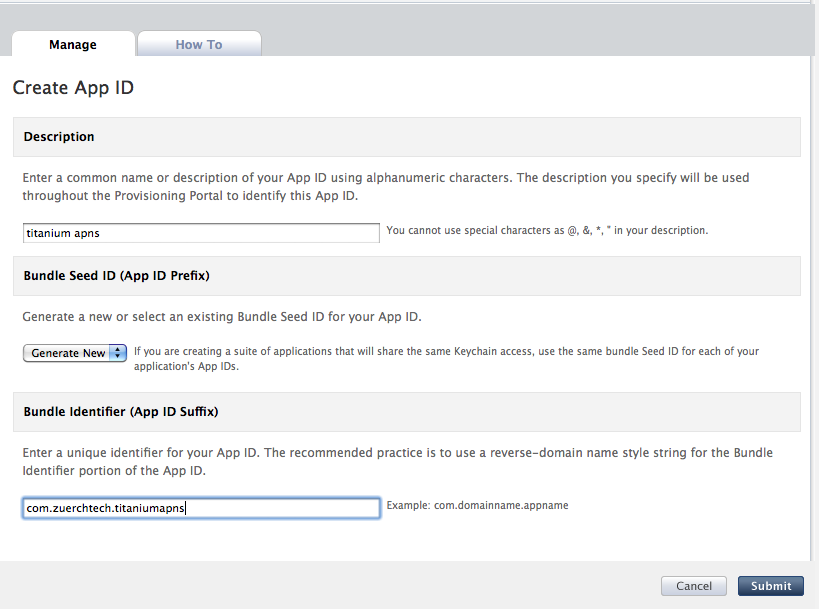 Manage
How To
Create App ID
Description
Enter a common name or description of your App ID using alphanumeric characters. The description you specify will be used
throughout the Provisioning Portal to identify this App ID.
titanium apns
You cannot use special characters as @, &, *, " in your description.
Bundle Seed ID (App ID Prefix)
Generate a new or select an existing Bundle Seed ID for your App ID.
Generate New
If you are creating a suite of applications that will share the same Keychain access, use the same bundle Seed ID for each of your
application's App IDs.
Bundle Identifier (App ID Suffix)
Enter a unique identifier for your App ID. The recommended practice is to use a reverse-domain name style string for the Bundle
Identifier portion of the App ID.
com.zuerchtech.titaniumapns
Example: com.domainname.appname
Cancel
Submit